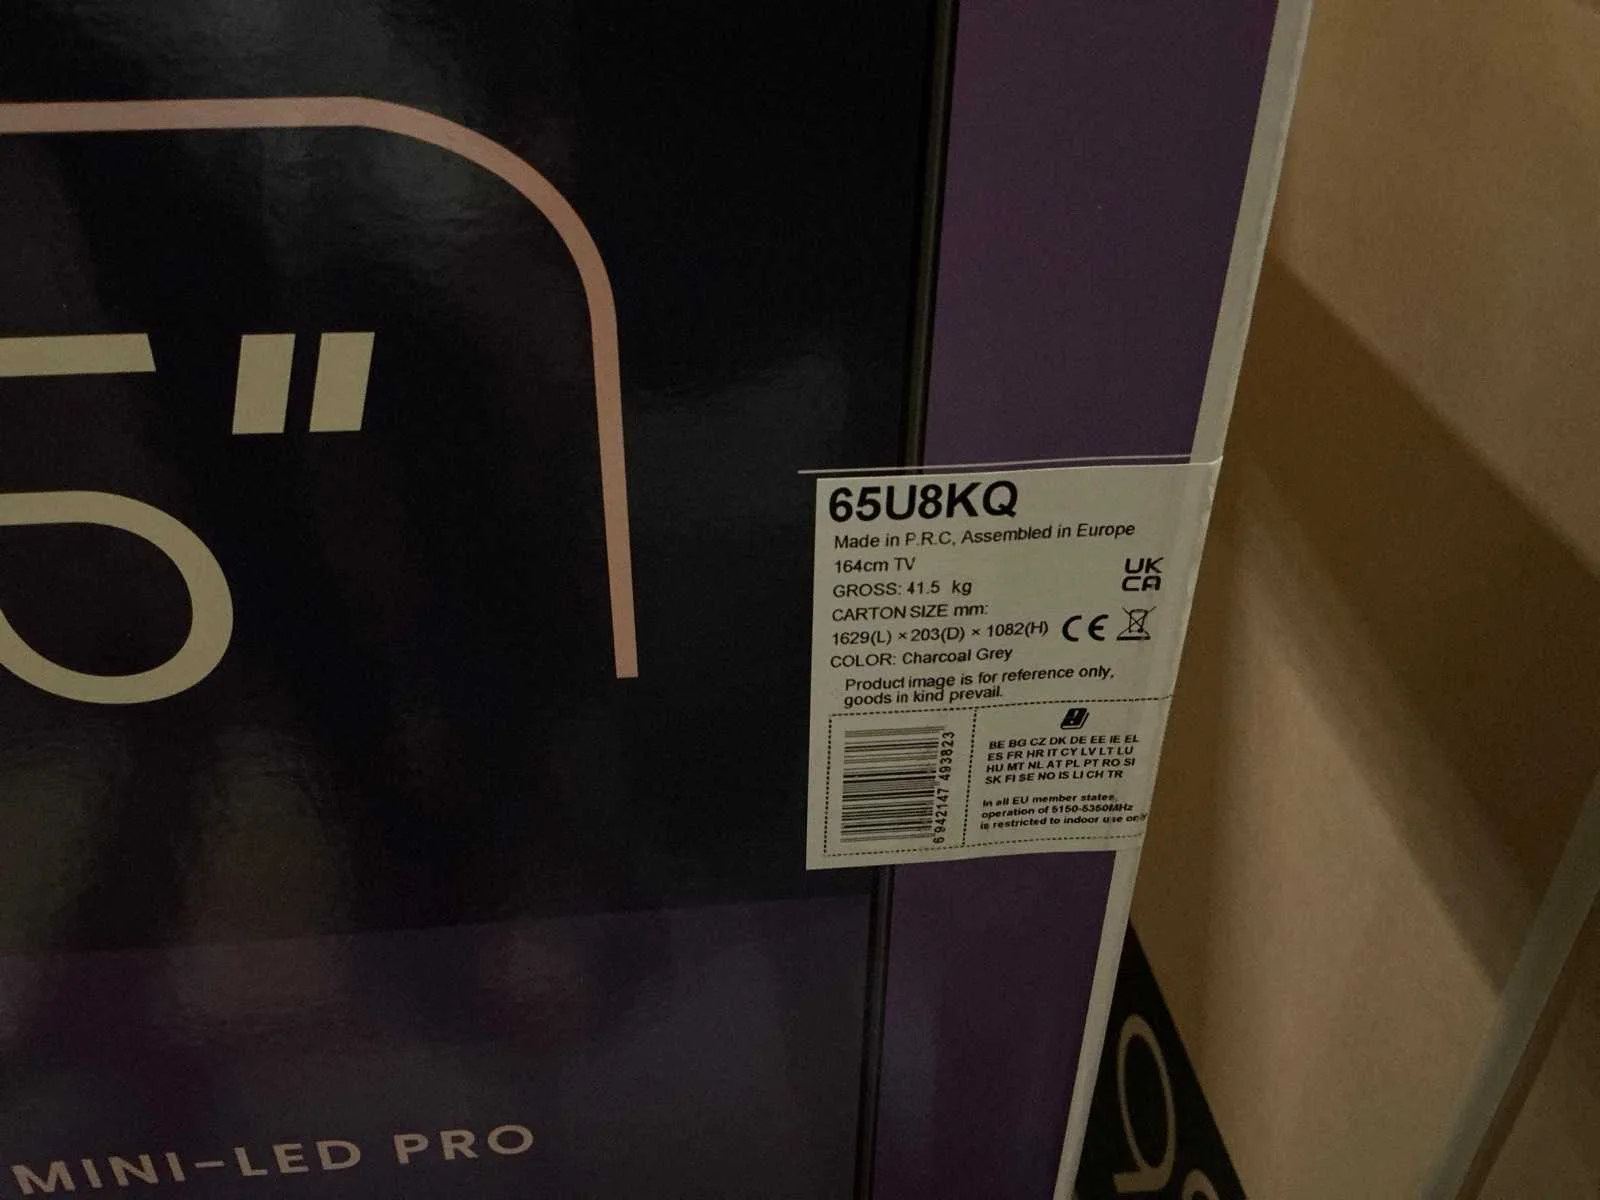 5"
65U8KQ
Made in P.R.C, Assembled in Europe
164cm TV
GROSS: 41.5 kg
CARTON SIZE mm:
1629(L) × 203(D) × 1082(H)
COLOR: Charcoal Grey
Product image is for reference only,
goods in kind prevail.
UK
CA
CE
6 942147 493823
BE BG CZ DK DE EE IE EL
ES FR HR IT CY LV LT LU
HU MT NL AT PL PT RO SI
SK FI SE NO IS LI CH TR
In all EU member states,
operation of 5150-5350MHz
is restricted to indoor use only
MINI-LED PRO